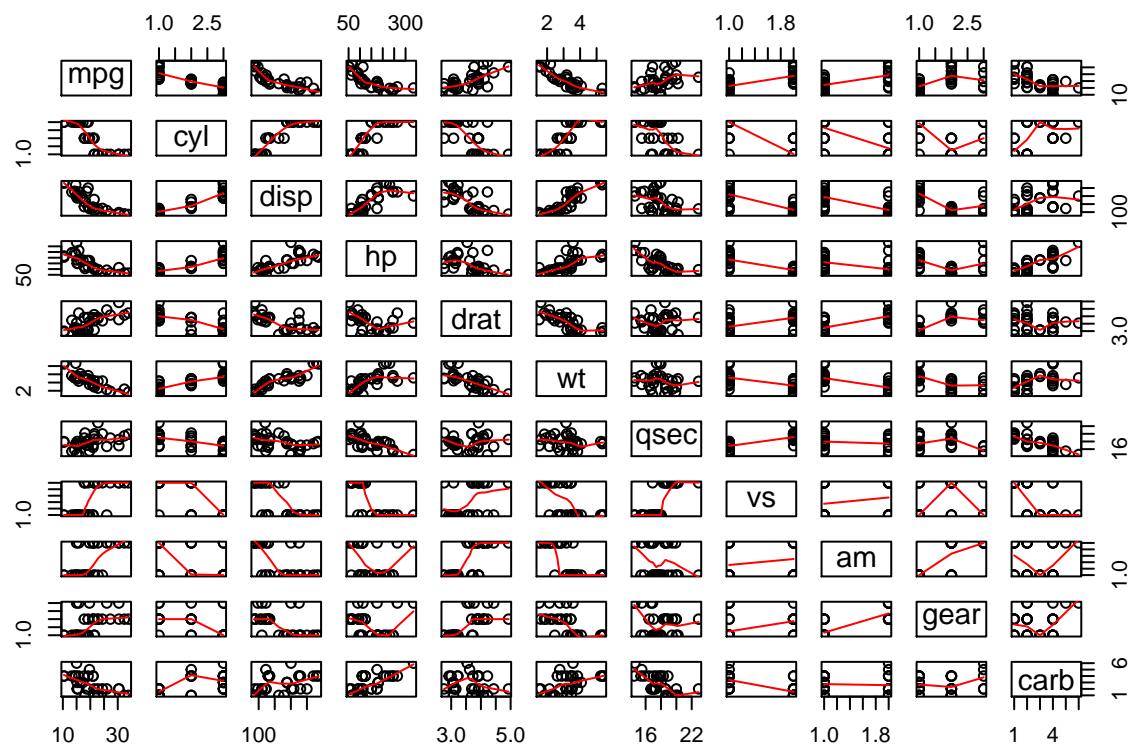 1.0 2.5 50 300 2 4 1.0 1.8 1.0 2.5
mpg 10
1.0 cyl
disp 100
50 hp
drat 3.0
2 wt
qsec 16
1.0 vs
am 1.0
1.0 gear
carb 1 6
10 30 100 3.0 5.0 16 22 1.0 1.8 1 4